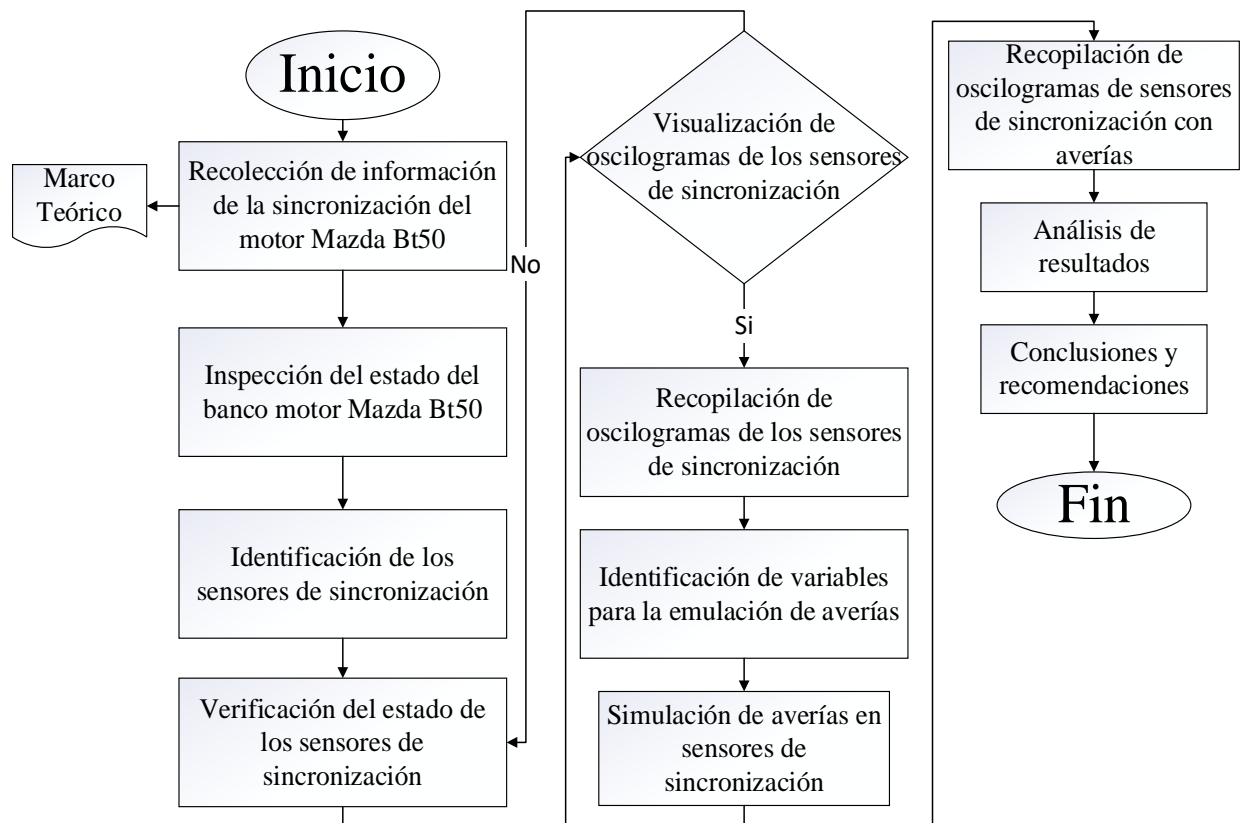 Inicio
Recolección de información
de la sincronización del
motor Mazda Bt50
Marco
Teórico
Inspección del estado del
banco motor Mazda Bt50
Identificación de los
sensores de sincronización
Verificación del estado de
los sensores de
sincronización
No
Visualización de
oscilogramas de los sensores
de sincronización
Si
Recopilación de
oscilogramas de los sensores
de sincronización
Identificación de variables
para la emulación de averías
Simulación de averías en
sensores de
sincronización
Recopilación de
oscilogramas de sensores
de sincronización con
averías
Análisis de
resultados
Conclusiones y
recomendaciones
Fin